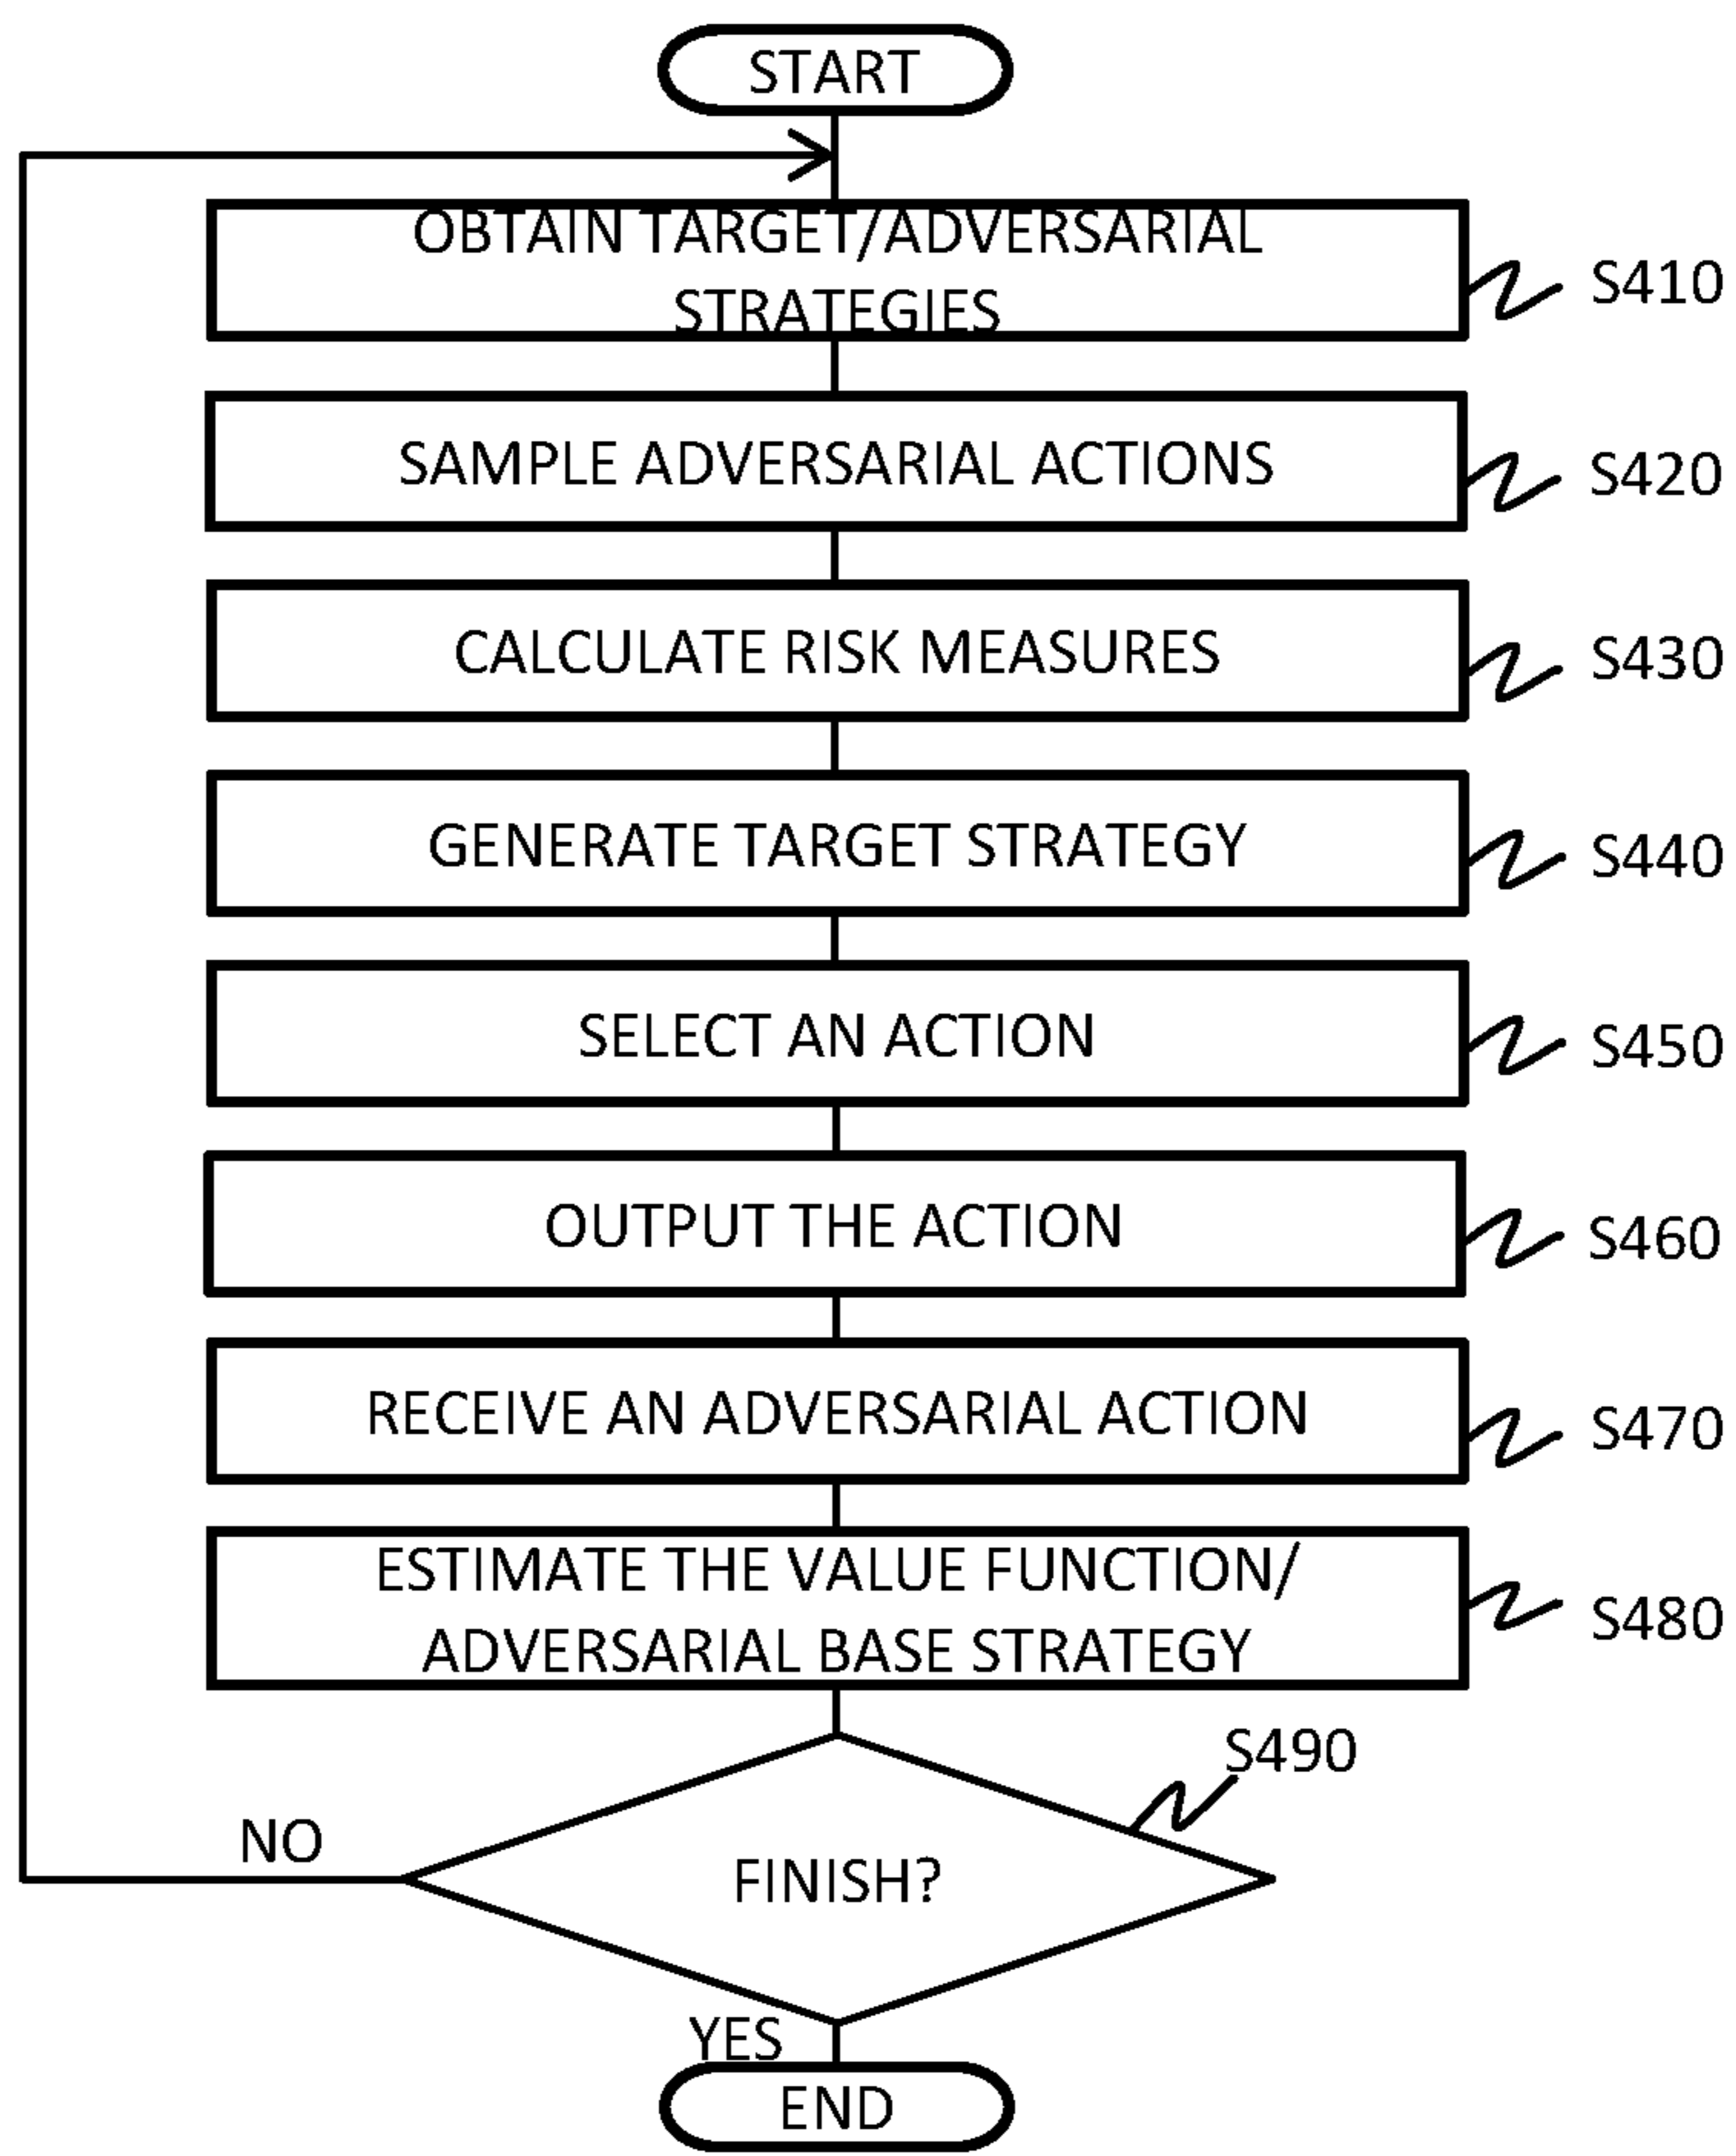 START
OBTAIN TARGET/ADVERSARIAL
STRATEGIES
S410
SAMPLE ADVERSARIAL ACTIONS
S420
CALCULATE RISK MEASURES
S430
GENERATE TARGET STRATEGY
S440
SELECT AN ACTION
S450
OUTPUT THE ACTION
S460
RECEIVE AN ADVERSARIAL ACTION
S470
ESTIMATE THE VALUE FUNCTION/
ADVERSARIAL BASE STRATEGY
S480
S490
NO
FINISH?
YES
END